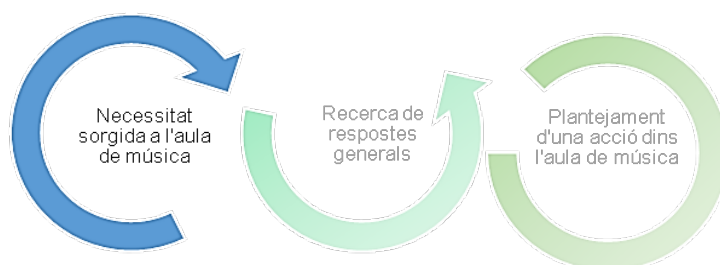 Necessitat
sorgida a l'aula
de música
Recerca de
respostes
generals
Plantejament
d'una acció dins
l'aula de música